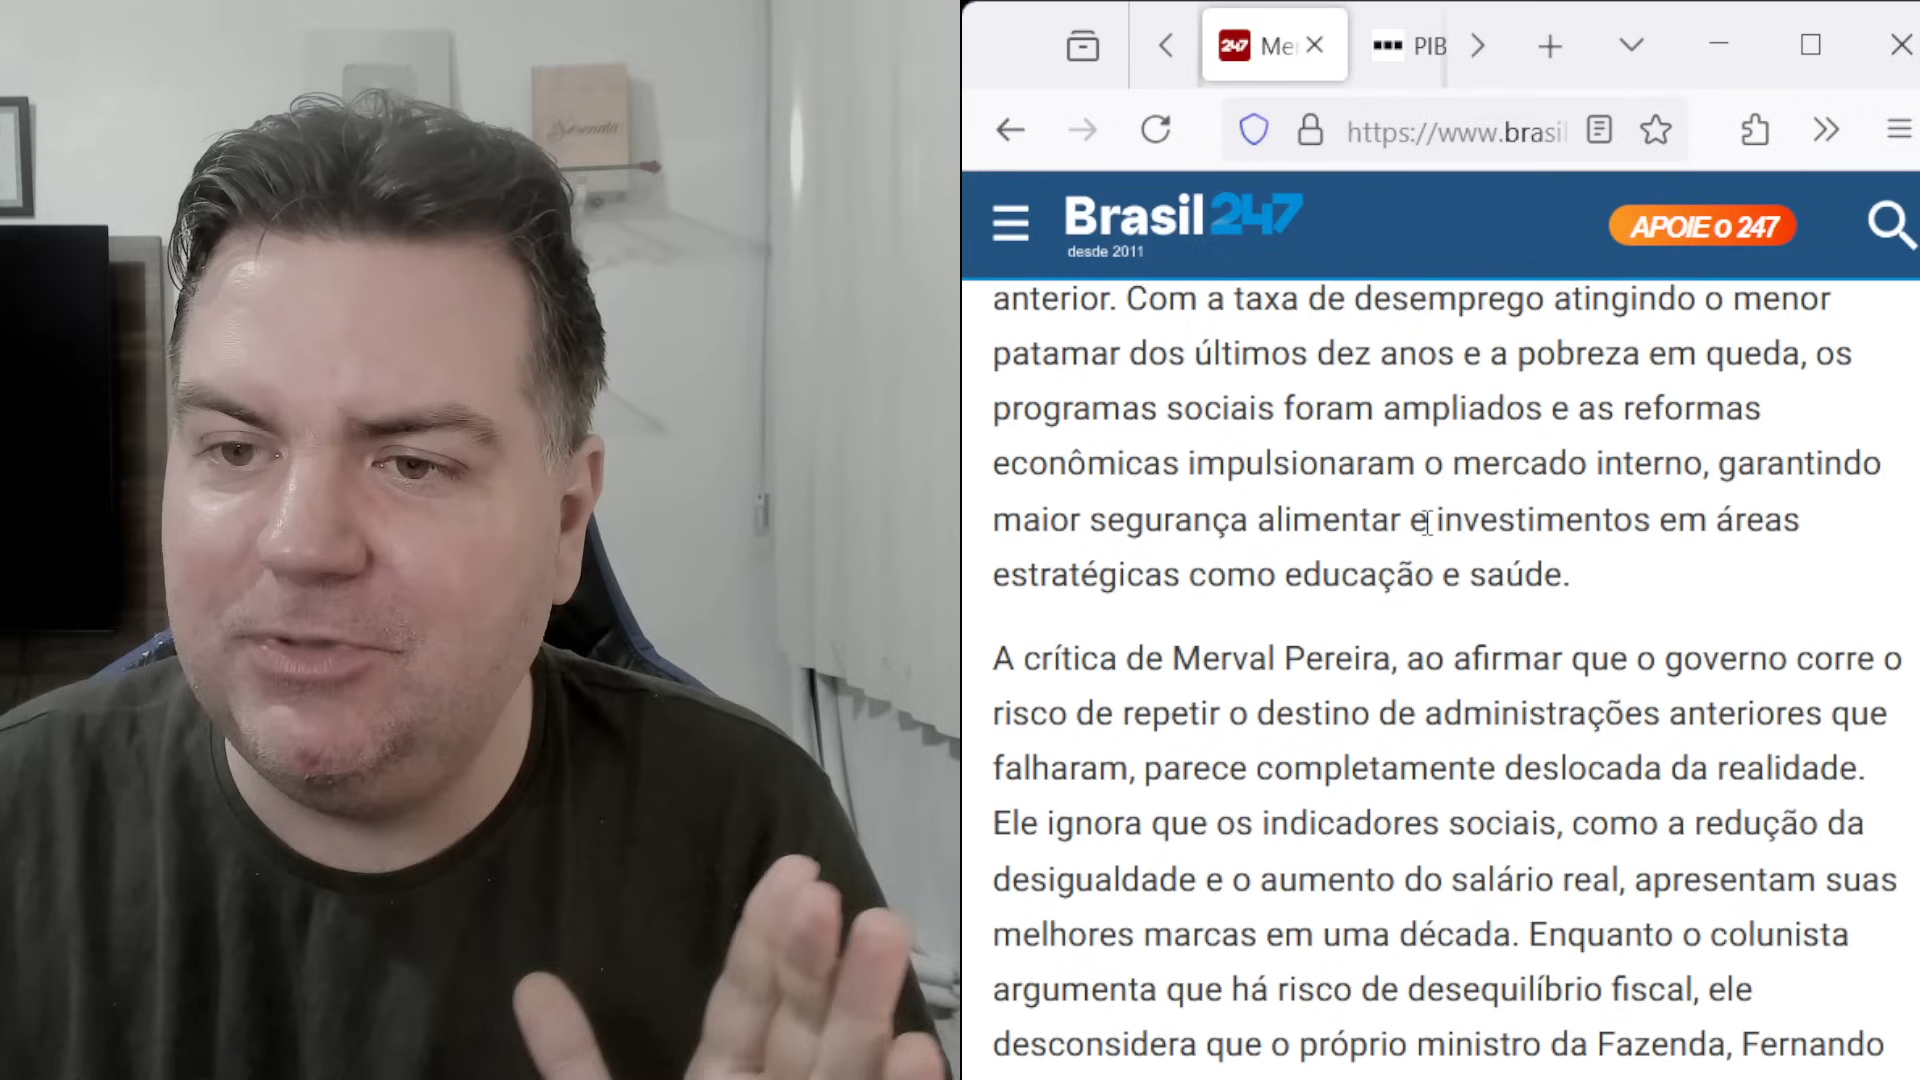 Me
PIB
https://www.brasil
Brasil 247
desde 2011
APOIE o 247
anterior. Com a taxa de desemprego atingindo o menor
patamar dos últimos dez anos e a pobreza em queda, os
programas sociais foram ampliados e as reformas
econômicas impulsionaram o mercado interno, garantindo
maior segurança alimentar e investimentos em áreas
estratégicas como educação e saúde.
A crítica de Merval Pereira, ao afirmar que o governo corre o
risco de repetir o destino de administrações anteriores que
falharam, parece completamente deslocada da realidade.
Ele ignora que os indicadores sociais, como a redução da
desigualdade e o aumento do salário real, apresentam suas
melhores marcas em uma década. Enquanto o colunista
argumenta que há risco de desequilíbrio fiscal, ele
desconsidera que o próprio ministro da Fazenda, Fernando